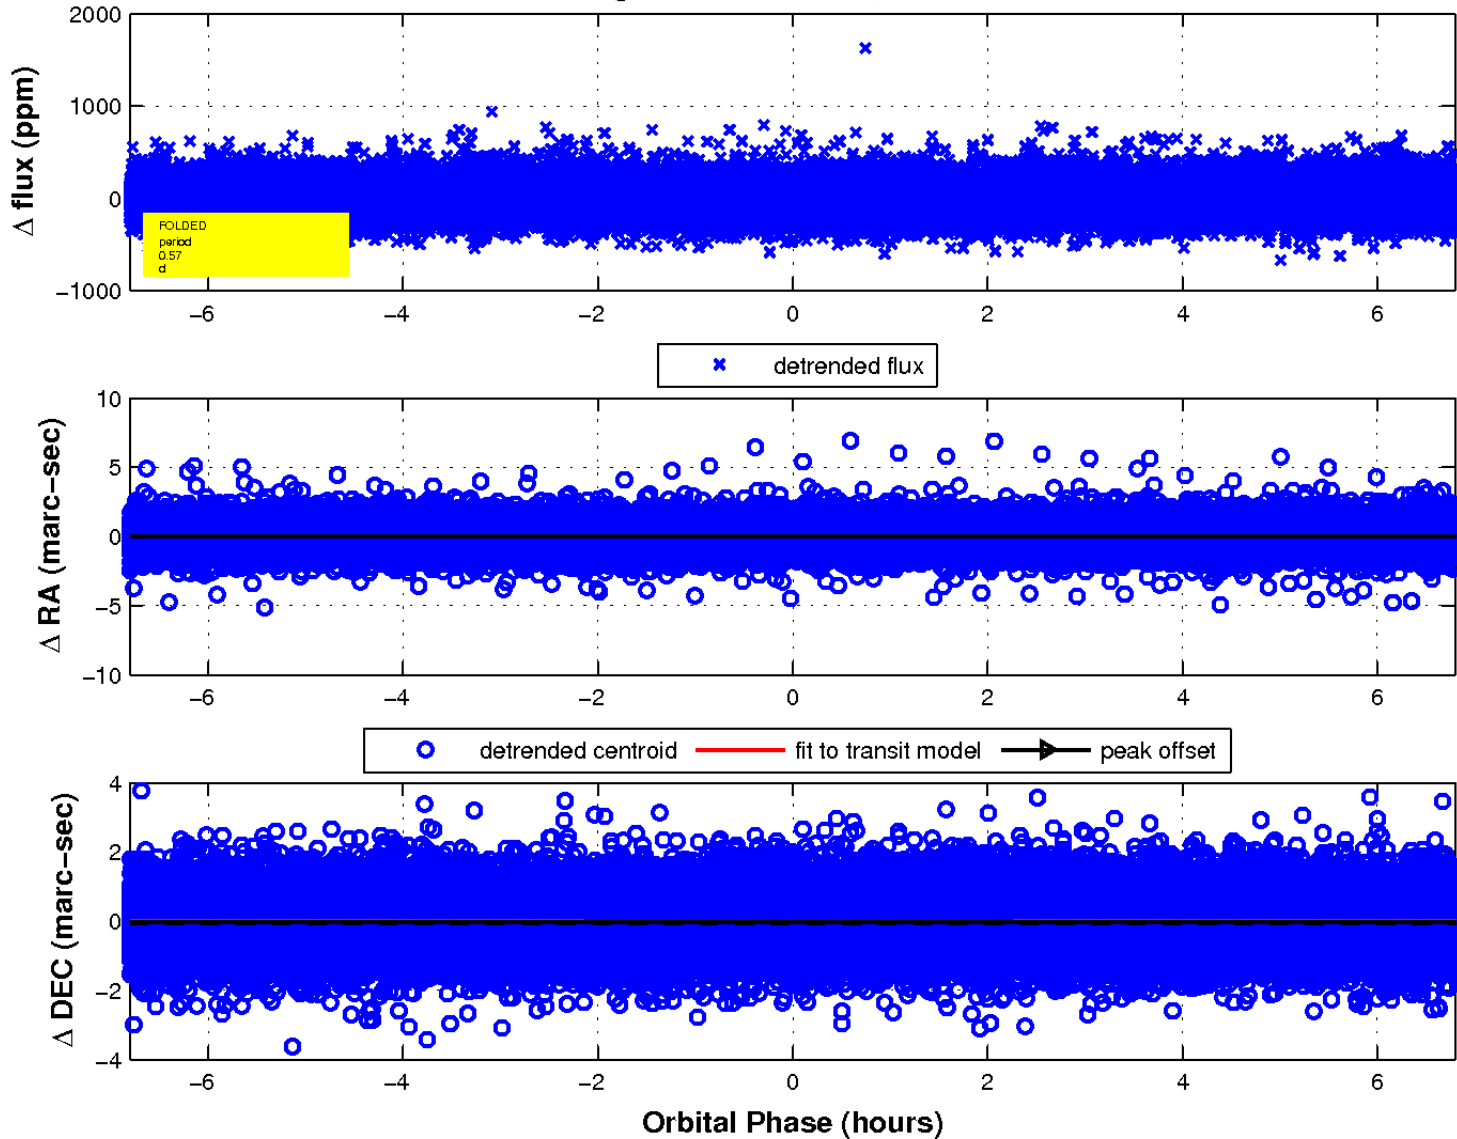 2000
1000
0
−1000
Δ flux (ppm)
FOLDED
period
0.57
d
−6 −4 −2 0 2 4 6
detrended flux
10
5
0
−5
−10
Δ RA (marc−sec)
−6 −4 −2 0 2 4 6
detrended centroid fit to transit model peak offset
4
2
0
−2
−4
Δ DEC (marc−sec)
−6 −4 −2 0 2 4 6
Orbital Phase (hours)